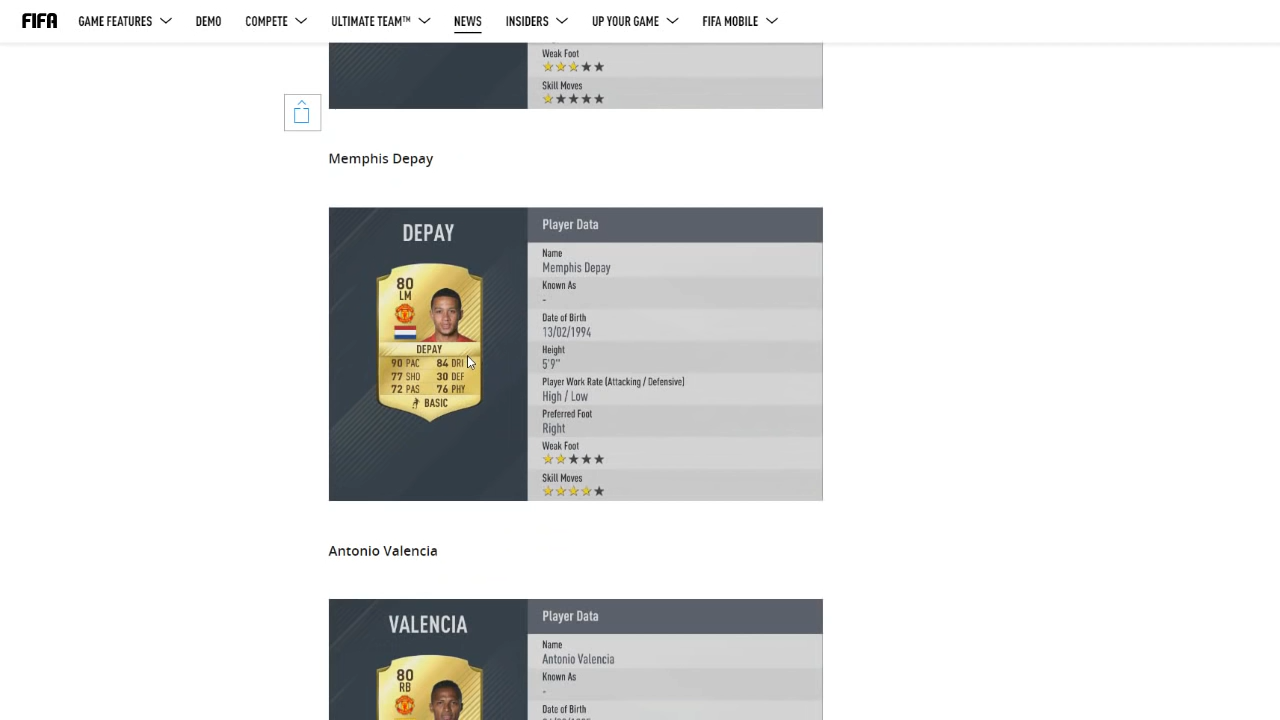 FIFA GAME FEATURES DEMO COMPETE ULTIMATE TEAM™ NEWS INSIDERS UP YOUR GAME FIFA MOBILE
Weak Foot
Skill Moves
Memphis Depay
DEPAY
80
LM
DEPAY
90 PAC 84 DRI
77 SHO 30 DEF
72 PAS 76 PHY
BASIC
Player Data
Name
Memphis Depay
Known As
-
Date of Birth
13/02/1994
Height
5'9"
Player Work Rate (Attacking / Defensive)
High / Low
Preferred Foot
Right
Weak Foot
Skill Moves
Antonio Valencia
VALENCIA
80
RB
Player Data
Name
Antonio Valencia
Known As
-
Date of Birth